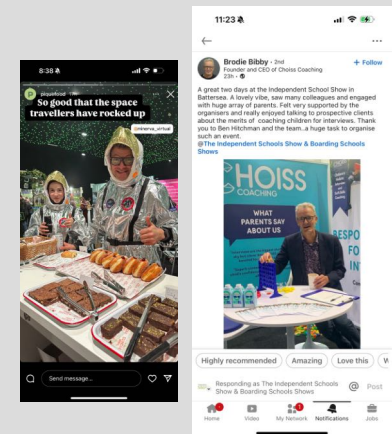 8:38
piquefood
So good that the space
travellers have rocked up
@minerva_virtual
Send message...
11:23
Brodie Bibby · 2nd
Founder and CEO of Choiss Coaching
23h ·
+ Follow
A great two days at the Independent School Show in
Battersea. A lovely vibe, saw many colleagues and engaged
with huge array of parents. Felt very supported by the
organisers and really enjoyed talking to prospective clients
about the merits of coaching children for interviews. Thank
you to Ben Hitchman and the team..a huge task to organise
such an event.
@The Independent Schools Show & Boarding Schools
Shows
HOISS
COACHING
WHAT
PARENTS SAY
ABOUT US
RESPO
FO
IN
Highly recommended
Amazing
Love this
Responding as The Independent Schools
Show & Boarding Schools Shows
@
Post
Home
Video
My Network
Notifications
Jobs